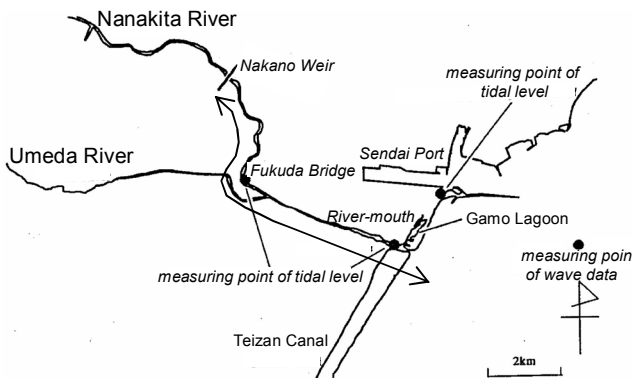 Nanakita River
Nakano Weir
measuring point of
tidal level
Sendai Port
Umeda River
Fukuda Bridge
River-mouth
Gamo Lagoon
measuring point of tidal level
measuring point
of wave data
Teizan Canal
2km